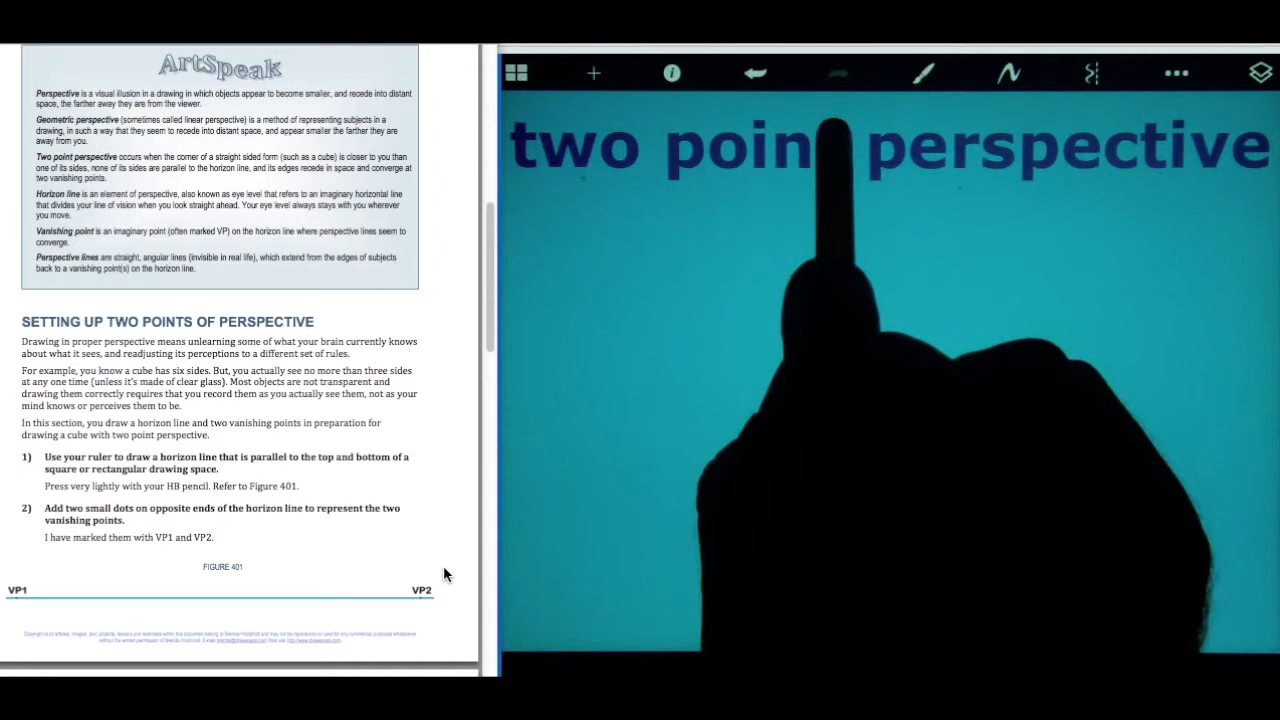 ArtSpeak
Perspective is a visual illusion in a drawing in which objects appear to become smaller, and recede into distant
space, the farther away they are from the viewer.
Geometric perspective (sometimes called linear perspective) is a method of representing subjects in a
drawing, in such a way that they seem to recede into distant space, and appear smaller the farther they are
away from you.
Two point perspective occurs when the corner of a straight sided form (such as a cube) is closer to you than
one of its sides, none of its sides are parallel to the horizon line, and its edges recede in space and converge at
two vanishing points.
Horizon line is an element of perspective, also known as eye level that refers to an imaginary horizontal line
that divides your line of vision when you look straight ahead. Your eye level always stays with you wherever
you move.
Vanishing point is an imaginary point (often marked VP) on the horizon line where perspective lines seem to
converge.
Perspective lines are straight, angular lines (invisible in real life), which extend from the edges of subjects
back to a vanishing point(s) on the horizon line.
SETTING UP TWO POINTS OF PERSPECTIVE
Drawing in proper perspective means unlearning some of what your brain currently knows
about what it sees, and readjusting its perceptions to a different set of rules.
For example, you know a cube has six sides. But, you actually see no more than three sides
at any one time (unless it's made of clear glass). Most objects are not transparent and
drawing them correctly requires that you record them as you actually see them, not as your
mind knows or perceives them to be.
In this section, you draw a horizon line and two vanishing points in preparation for
drawing a cube with two point perspective.
1) Use your ruler to draw a horizon line that is parallel to the top and bottom of a
square or rectangular drawing space.
Press very lightly with your HB pencil. Refer to Figure 401.
2) Add two small dots on opposite ends of the horizon line to represent the two
vanishing points.
I have marked them with VP1 and VP2.
FIGURE 401
VP1 VP2
two poin perspective